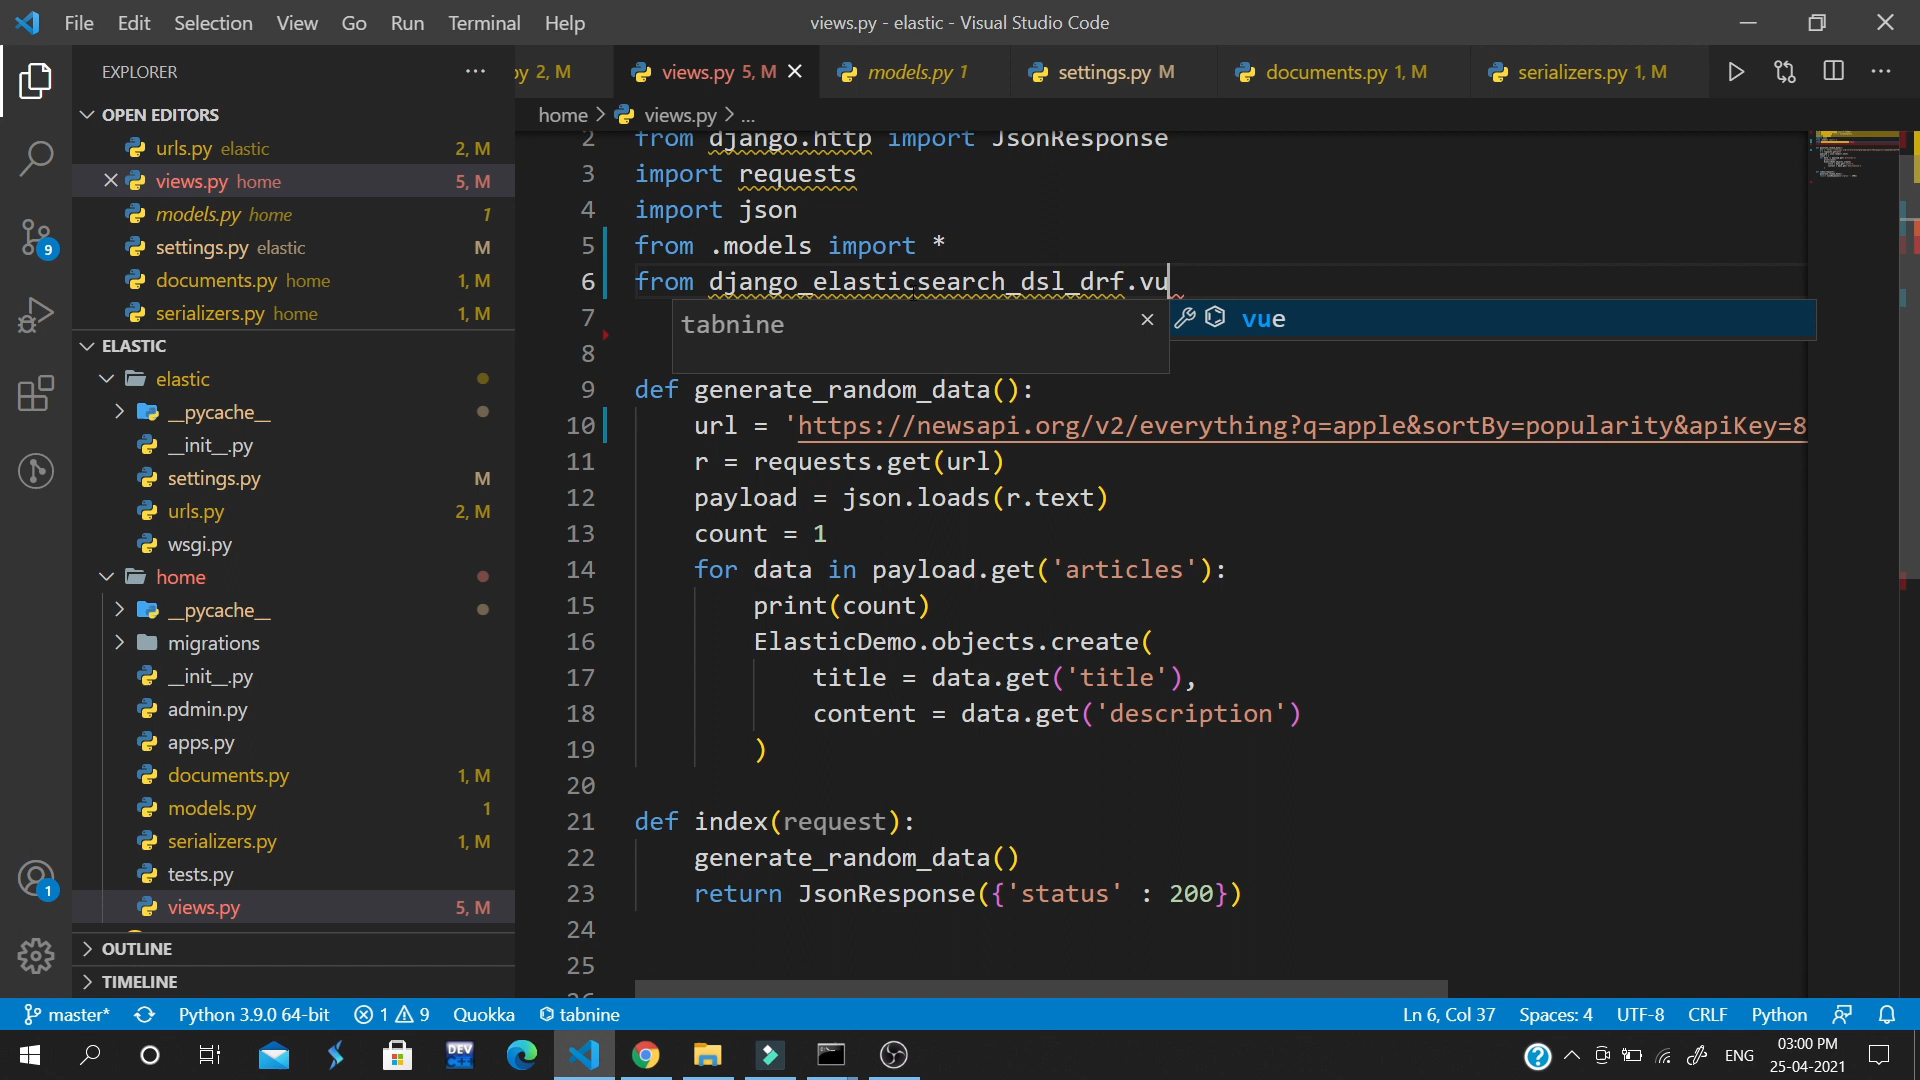 File Edit Selection View Go Run Terminal Help
views.py - elastic - Visual Studio Code
EXPLORER
py 2, M
views.py 5, M
models.py 1
settings.py M
documents.py 1, M
serializers.py 1, M
OPEN EDITORS
urls.py elastic 2, M
views.py home 5, M
models.py home 1
settings.py elastic M
documents.py home 1, M
serializers.py home 1, M
ELASTIC
elastic
__pycache__
__init__.py
settings.py M
urls.py 2, M
wsgi.py
home
__pycache__
migrations
__init__.py
admin.py
apps.py
documents.py 1, M
models.py 1
serializers.py 1, M
tests.py
views.py 5, M
OUTLINE
TIMELINE
9
1
home > views.py > ...
2 from django.http import JsonResponse
3 import requests
4 import json
5 from .models import *
6 from django_elasticsearch_dsl_drf.vu
7
8
tabnine
vue
9 def generate_random_data():
10 url = 'https://newsapi.org/v2/everything?q=apple&sortBy=popularity&apiKey=8
11 r = requests.get(url)
12 payload = json.loads(r.text)
13 count = 1
14 for data in payload.get('articles'):
15 print(count)
16 ElasticDemo.objects.create(
17 title = data.get('title'),
18 content = data.get('description')
19 )
20
21 def index(request):
22 generate_random_data()
23 return JsonResponse({'status' : 200})
24
25
master* Python 3.9.0 64-bit 1 9 Quokka tabnine
Ln 6, Col 37 Spaces: 4 UTF-8 CRLF Python
DEV C++
ENG
03:00 PM
25-04-2021